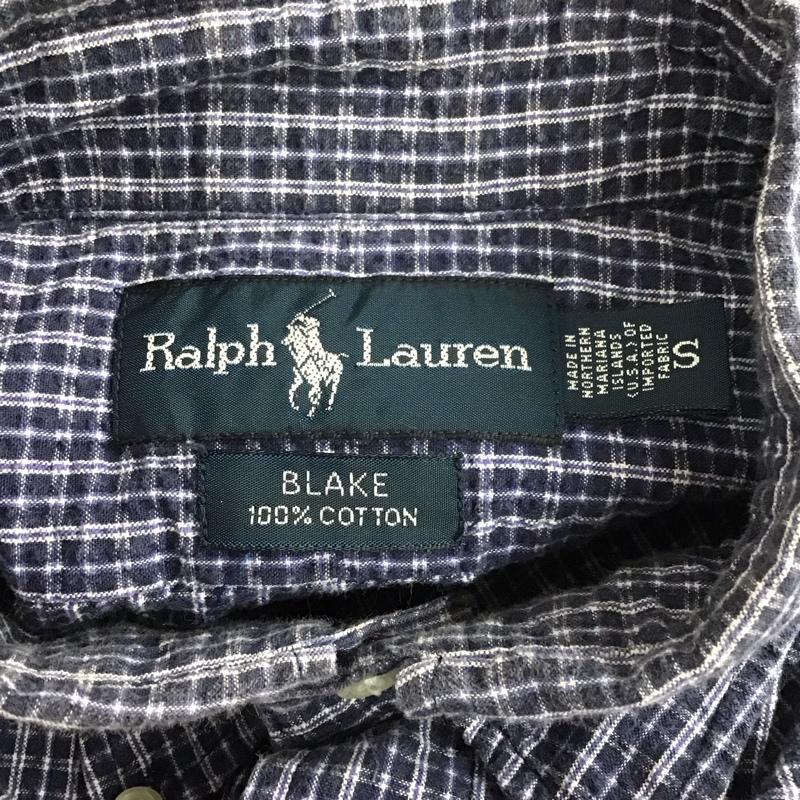 Ralph Lauren
MADE IN
NORTHERN
MARIANA
ISLANDS
(U.S.A.) OF
IMPORTED
FABRIC
S
BLAKE
100% COTTON